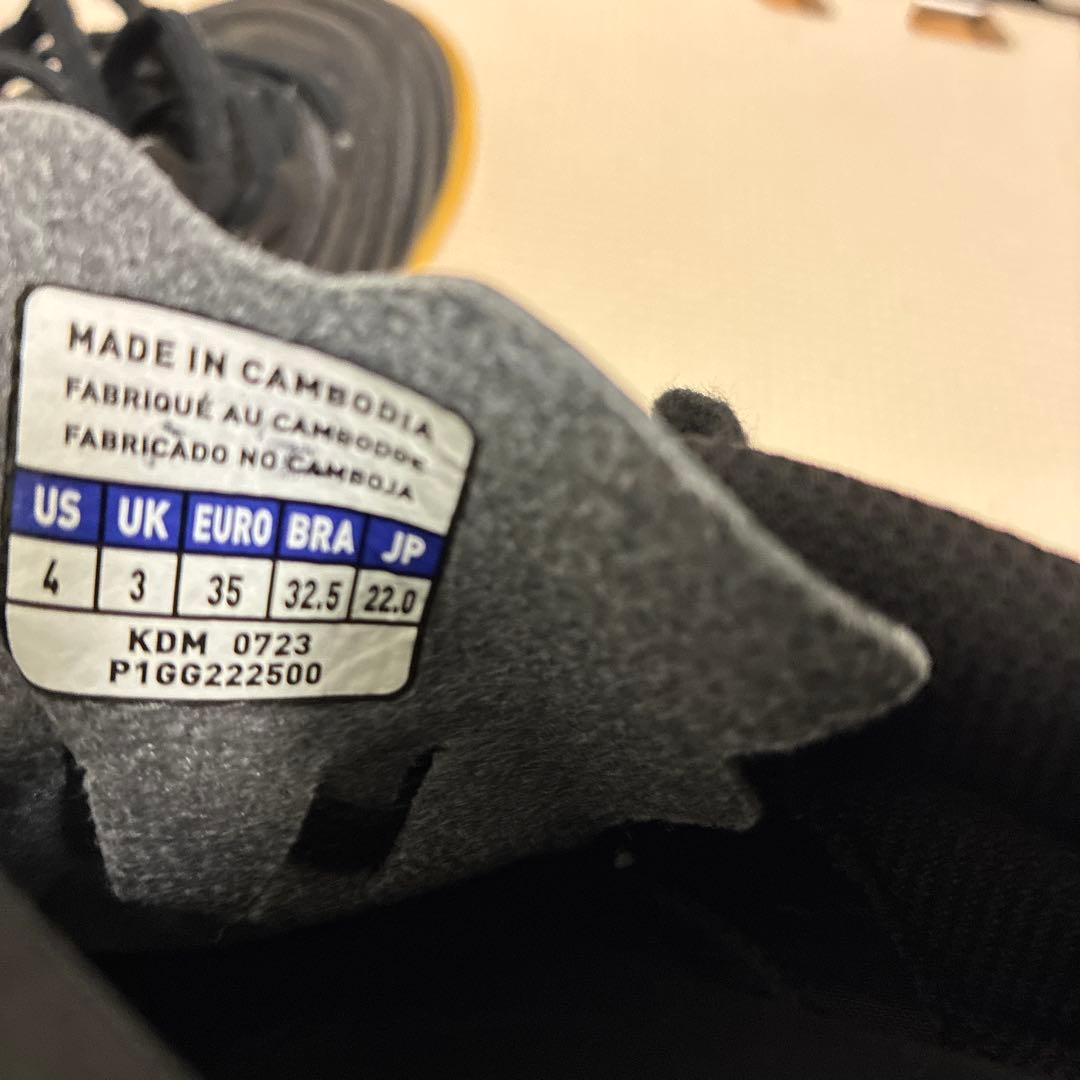 MADE IN CAMBODIA
FABRIQUÉ AU CAMBODGE
FABRICADO NO CAMBOJA
US UK EURO BRA JP
4 3 35 32.5 22.0
KDM 0723
P1GG222500